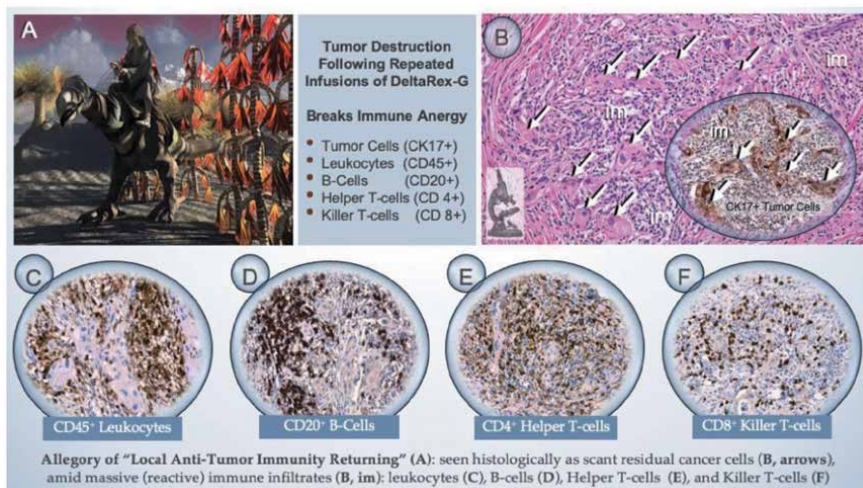 A
Tumor Destruction
Following Repeated
Infusions of DeltaRex-G
Breaks Immune Anergy
• Tumor Cells (CK17+)
• Leukocytes (CD45+)
• B-Cells (CD20+)
• Helper T-cells (CD 4+)
• Killer T-cells (CD 8+)
B
im
im
im
im
CK17+ Tumor Cells
C
CD45⁺ Leukocytes
D
CD20⁺ B-Cells
E
CD4⁺ Helper T-cells
F
CD8⁺ Killer T-cells
Allegory of “Local Anti-Tumor Immunity Returning” (A): seen histologically as scant residual cancer cells (B, arrows),
amid massive (reactive) immune infiltrates (B, im): leukocytes (C), B-cells (D), Helper T-cells (E), and Killer T-cells (F)